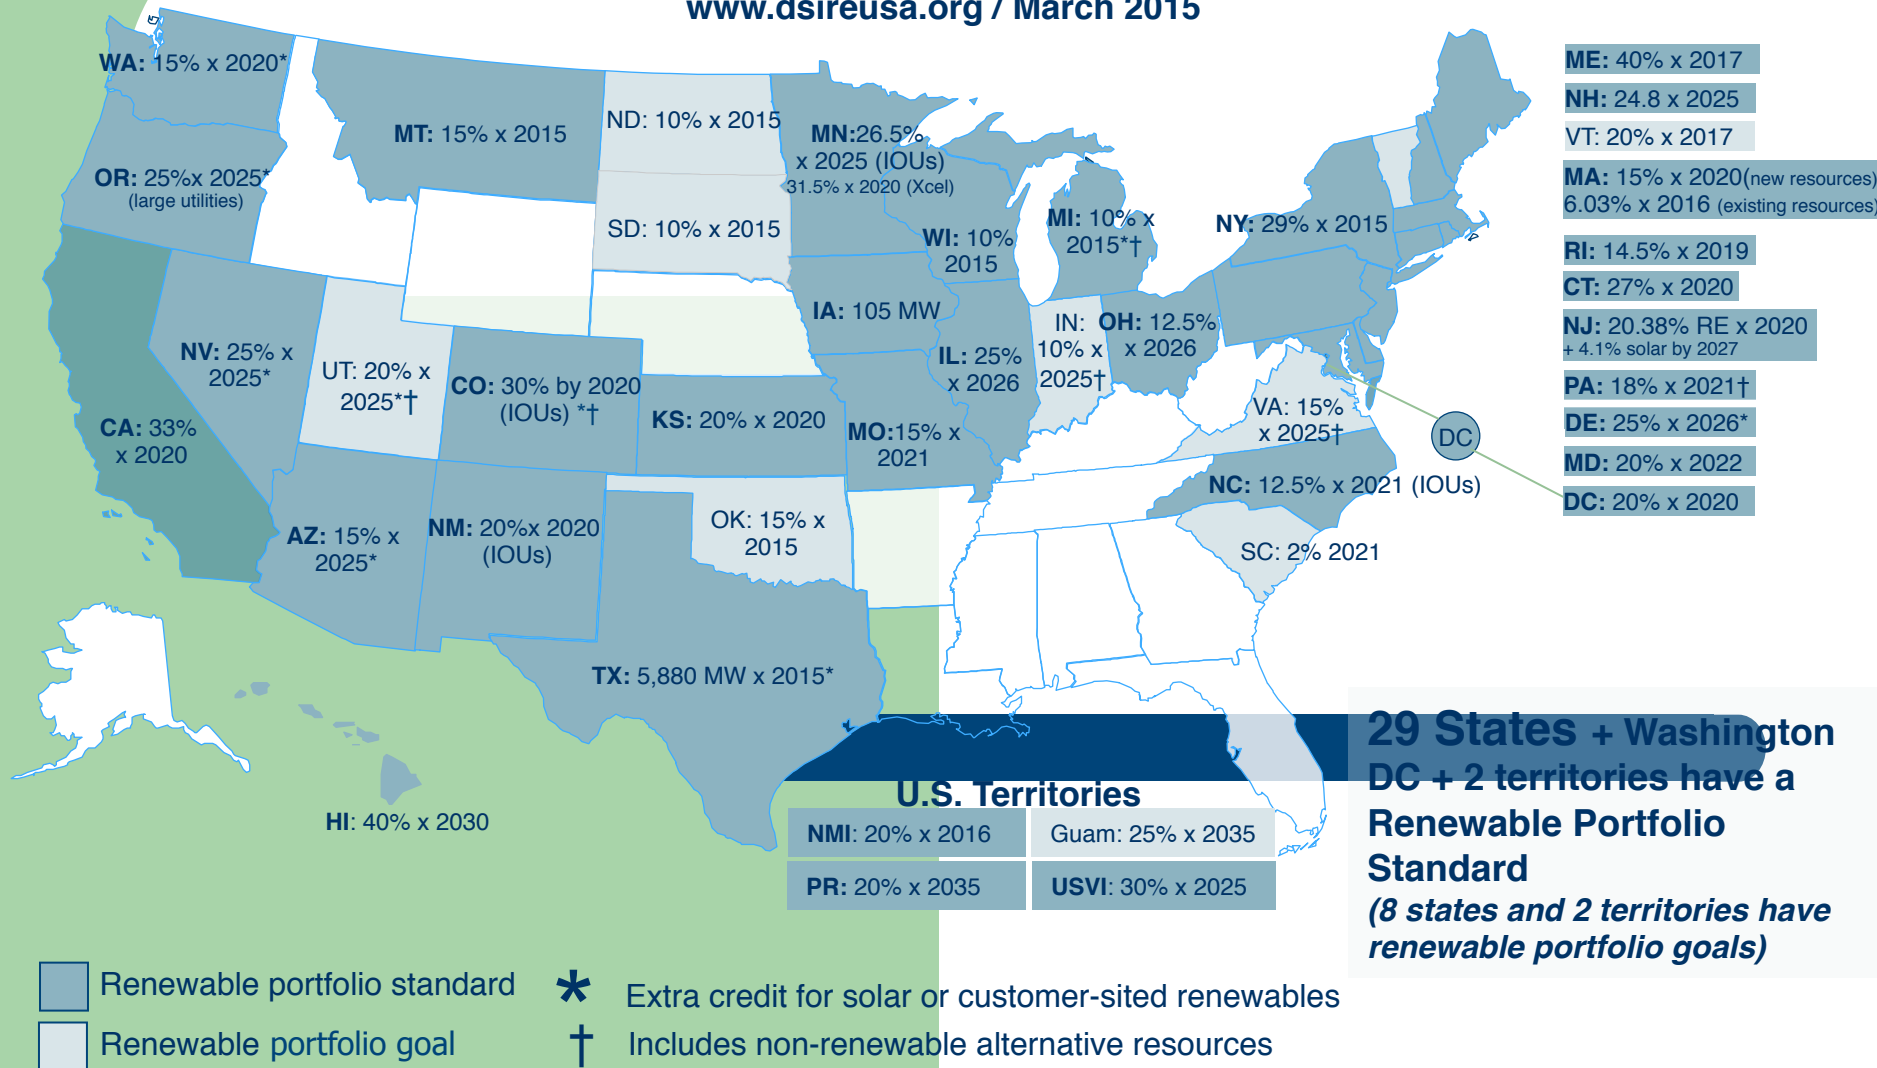 www.dsireusa.org / March 2015
WA: 15% x 2020*
OR: 25%x 2025*
(large utilities)
MT: 15% x 2015
ND: 10% x 2015
SD: 10% x 2015
MN:26.5%
x 2025 (IOUs)
31.5% x 2020 (Xcel)
WI: 10%
2015
MI: 10% x
2015*†
NY: 29% x 2015
CA: 33%
x 2020
NV: 25% x
2025*
UT: 20% x
2025*†
CO: 30% by 2020
(IOUs) *†
KS: 20% x 2020
IA: 105 MW
MO:15% x
2021
IL: 25%
x 2026
IN:
10% x
2025†
OH: 12.5%
x 2026
VA: 15%
x 2025†
NC: 12.5% x 2021 (IOUs)
SC: 2% 2021
AZ: 15% x
2025*
NM: 20%x 2020
(IOUs)
OK: 15% x
2015
TX: 5,880 MW x 2015*
HI: 40% x 2030
DC
ME: 40% x 2017
NH: 24.8 x 2025
VT: 20% x 2017
MA: 15% x 2020(new resources)
6.03% x 2016 (existing resources)
RI: 14.5% x 2019
CT: 27% x 2020
NJ: 20.38% RE x 2020
+ 4.1% solar by 2027
PA: 18% x 2021†
DE: 25% x 2026*
MD: 20% x 2022
DC: 20% x 2020
U.S. Territories
NMI: 20% x 2016
Guam: 25% x 2035
PR: 20% x 2035
USVI: 30% x 2025
29 States + Washington
DC + 2 territories have a
Renewable Portfolio
Standard
(8 states and 2 territories have
renewable portfolio goals)
Renewable portfolio standard
* Extra credit for solar or customer-sited renewables
Renewable portfolio goal
† Includes non-renewable alternative resources